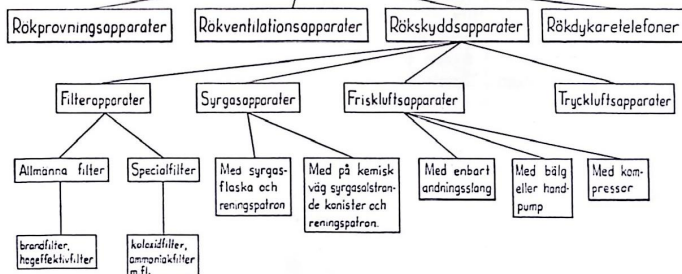 Rökprovningsapparater
Rökventilationsapparater
Rökskyddsapparater
Rökdykaretelefoner
Filterapparater
Syrgasapparater
Friskluftsapparater
Tryckluftsapparater
Allmänna filter
Specialfilter
Med syrgas-
flaska och
reningspatron
Med på kemisk
väg syrgasalstran-
de kanister och
reningspatron.
Med enbart
andningsslang
Med bälg
eller hand-
pump
Med kom-
pressor
brandfilter,
högeffektivfilter
koloxidfilter,
ammoniakfilter
m.fl.